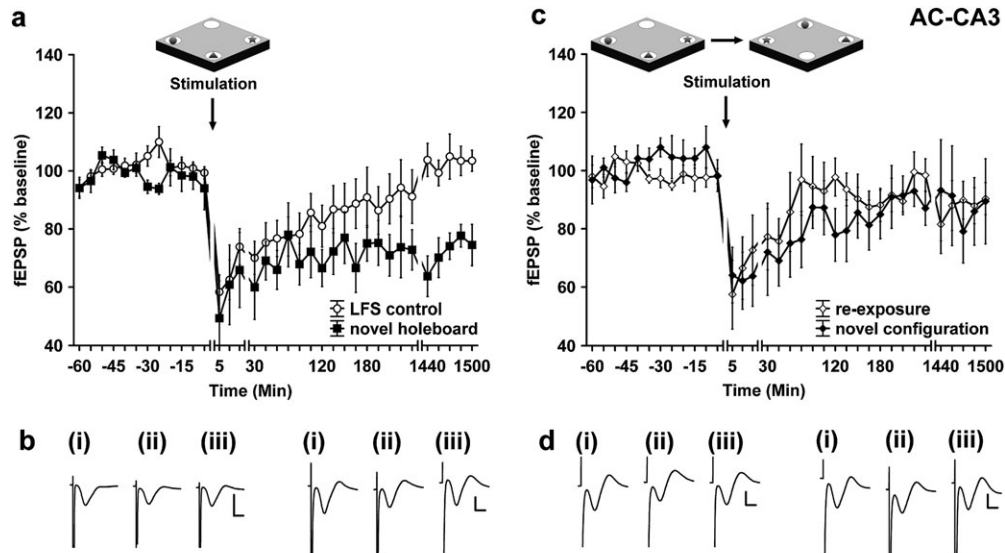 a
Stimulation
fEPSP (% baseline)
140
120
100
80
60
40
LFS control
novel holeboard
-60 -45 -30 -15 5 30 120 180 1440 1500
Time (Min)
c
AC-CA3
Stimulation
fEPSP (% baseline)
140
120
100
80
60
40
re-exposure
novel configuration
-60 -45 -30 -15 5 30 120 180 1440 1500
Time (Min)
b
(i) (ii) (iii) (i) (ii) (iii)
d
(i) (ii) (iii) (i) (ii) (iii)